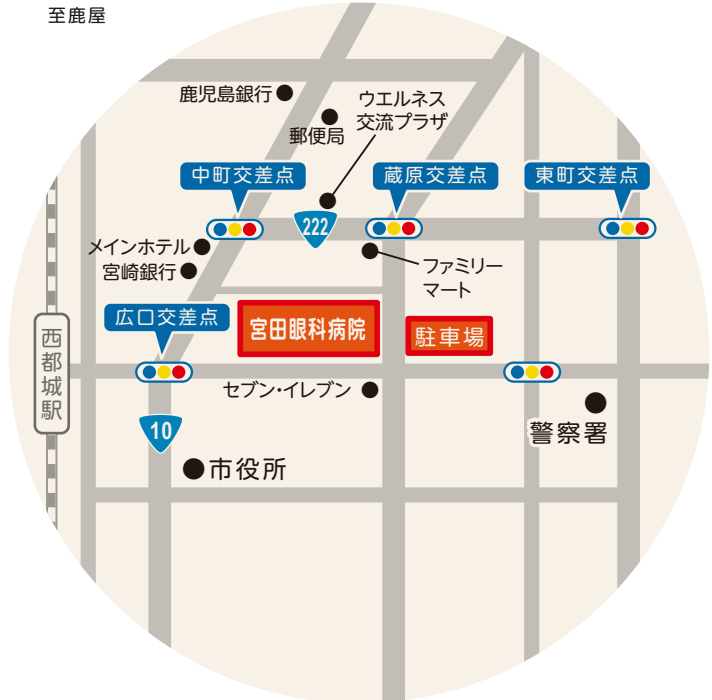 至鹿屋
鹿児島銀行
ウエルネス
交流プラザ
郵便局
中町交差点
蔵原交差点
東町交差点
222
メインホテル
宮崎銀行
ファミリー
マート
広口交差点
宮田眼科病院
駐車場
西都城駅
セブン・イレブン
10
警察署
市役所